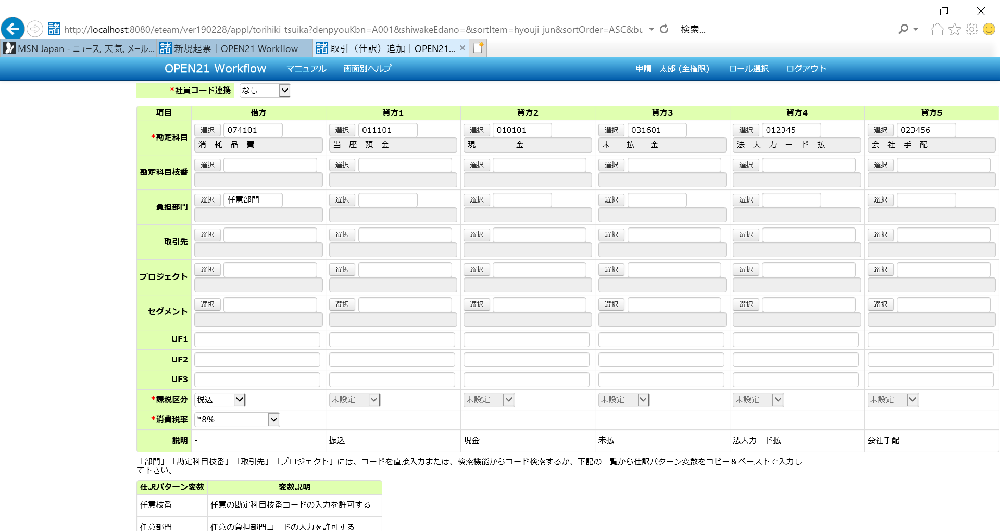 http://localhost:8080/eteam/ver190228/appl/torihiki_tsuika?denpyouKbn=A001&shiwakeEdano=&sortItem=hyouji_jun&sortOrder=ASC&bu
検索...
MSN Japan - ニュース, 天気, メール...
諸 新規起票｜OPEN21 Workflow
諸 取引（仕訳）追加｜OPEN21...
OPEN21 Workflow マニュアル 画面別ヘルプ 申請 太郎 (全権限) ロール選択 ログアウト
*社員コード連携 なし
項目 借方 貸方1 貸方2 貸方3 貸方4 貸方5
*勘定科目 選択 074101 選択 011101 選択 010101 選択 031601 選択 012345 選択 023456
消 耗 品 費 当 座 預 金 現 金 未 払 金 法 人 カ ー ド 払 会 社 手 配
勘定科目枝番 選択 選択 選択 選択 選択 選択
負担部門 選択 任意部門 選択 選択 選択 選択 選択
取引先 選択 選択 選択 選択 選択 選択
プロジェクト 選択 選択 選択 選択 選択 選択
セグメント 選択 選択 選択 選択 選択 選択
UF1
UF2
UF3
*課税区分 税込 未設定 未設定 未設定 未設定 未設定
*消費税率 *8%
説明 - 振込 現金 未払 法人カード払 会社手配
「部門」「勘定科目枝番」「取引先」「プロジェクト」には、コードを直接入力または、検索機能からコード検索するか、下記の一覧から仕訳パターン変数をコピー＆ペーストで入力し
て下さい。
仕訳パターン変数 変数説明
任意枝番 任意の勘定科目枝番コードの入力を許可する
任意部門 任意の負担部門コードの入力を許可する